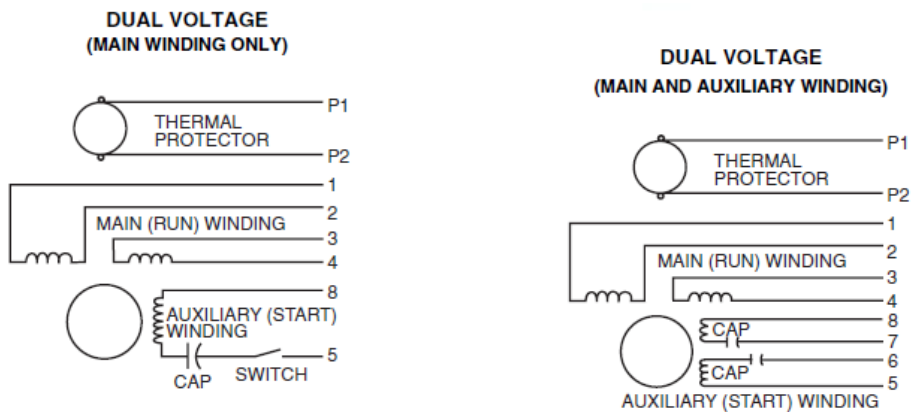 DUAL VOLTAGE
(MAIN WINDING ONLY)
P1
THERMAL
PROTECTOR
P2
1
2
MAIN (RUN) WINDING
3
4
8
AUXILIARY (START)
WINDING
5
CAP
SWITCH
DUAL VOLTAGE
(MAIN AND AUXILIARY WINDING)
P1
THERMAL
PROTECTOR
P2
1
2
MAIN (RUN) WINDING
3
4
8
CAP
7
6
CAP
5
AUXILIARY (START) WINDING